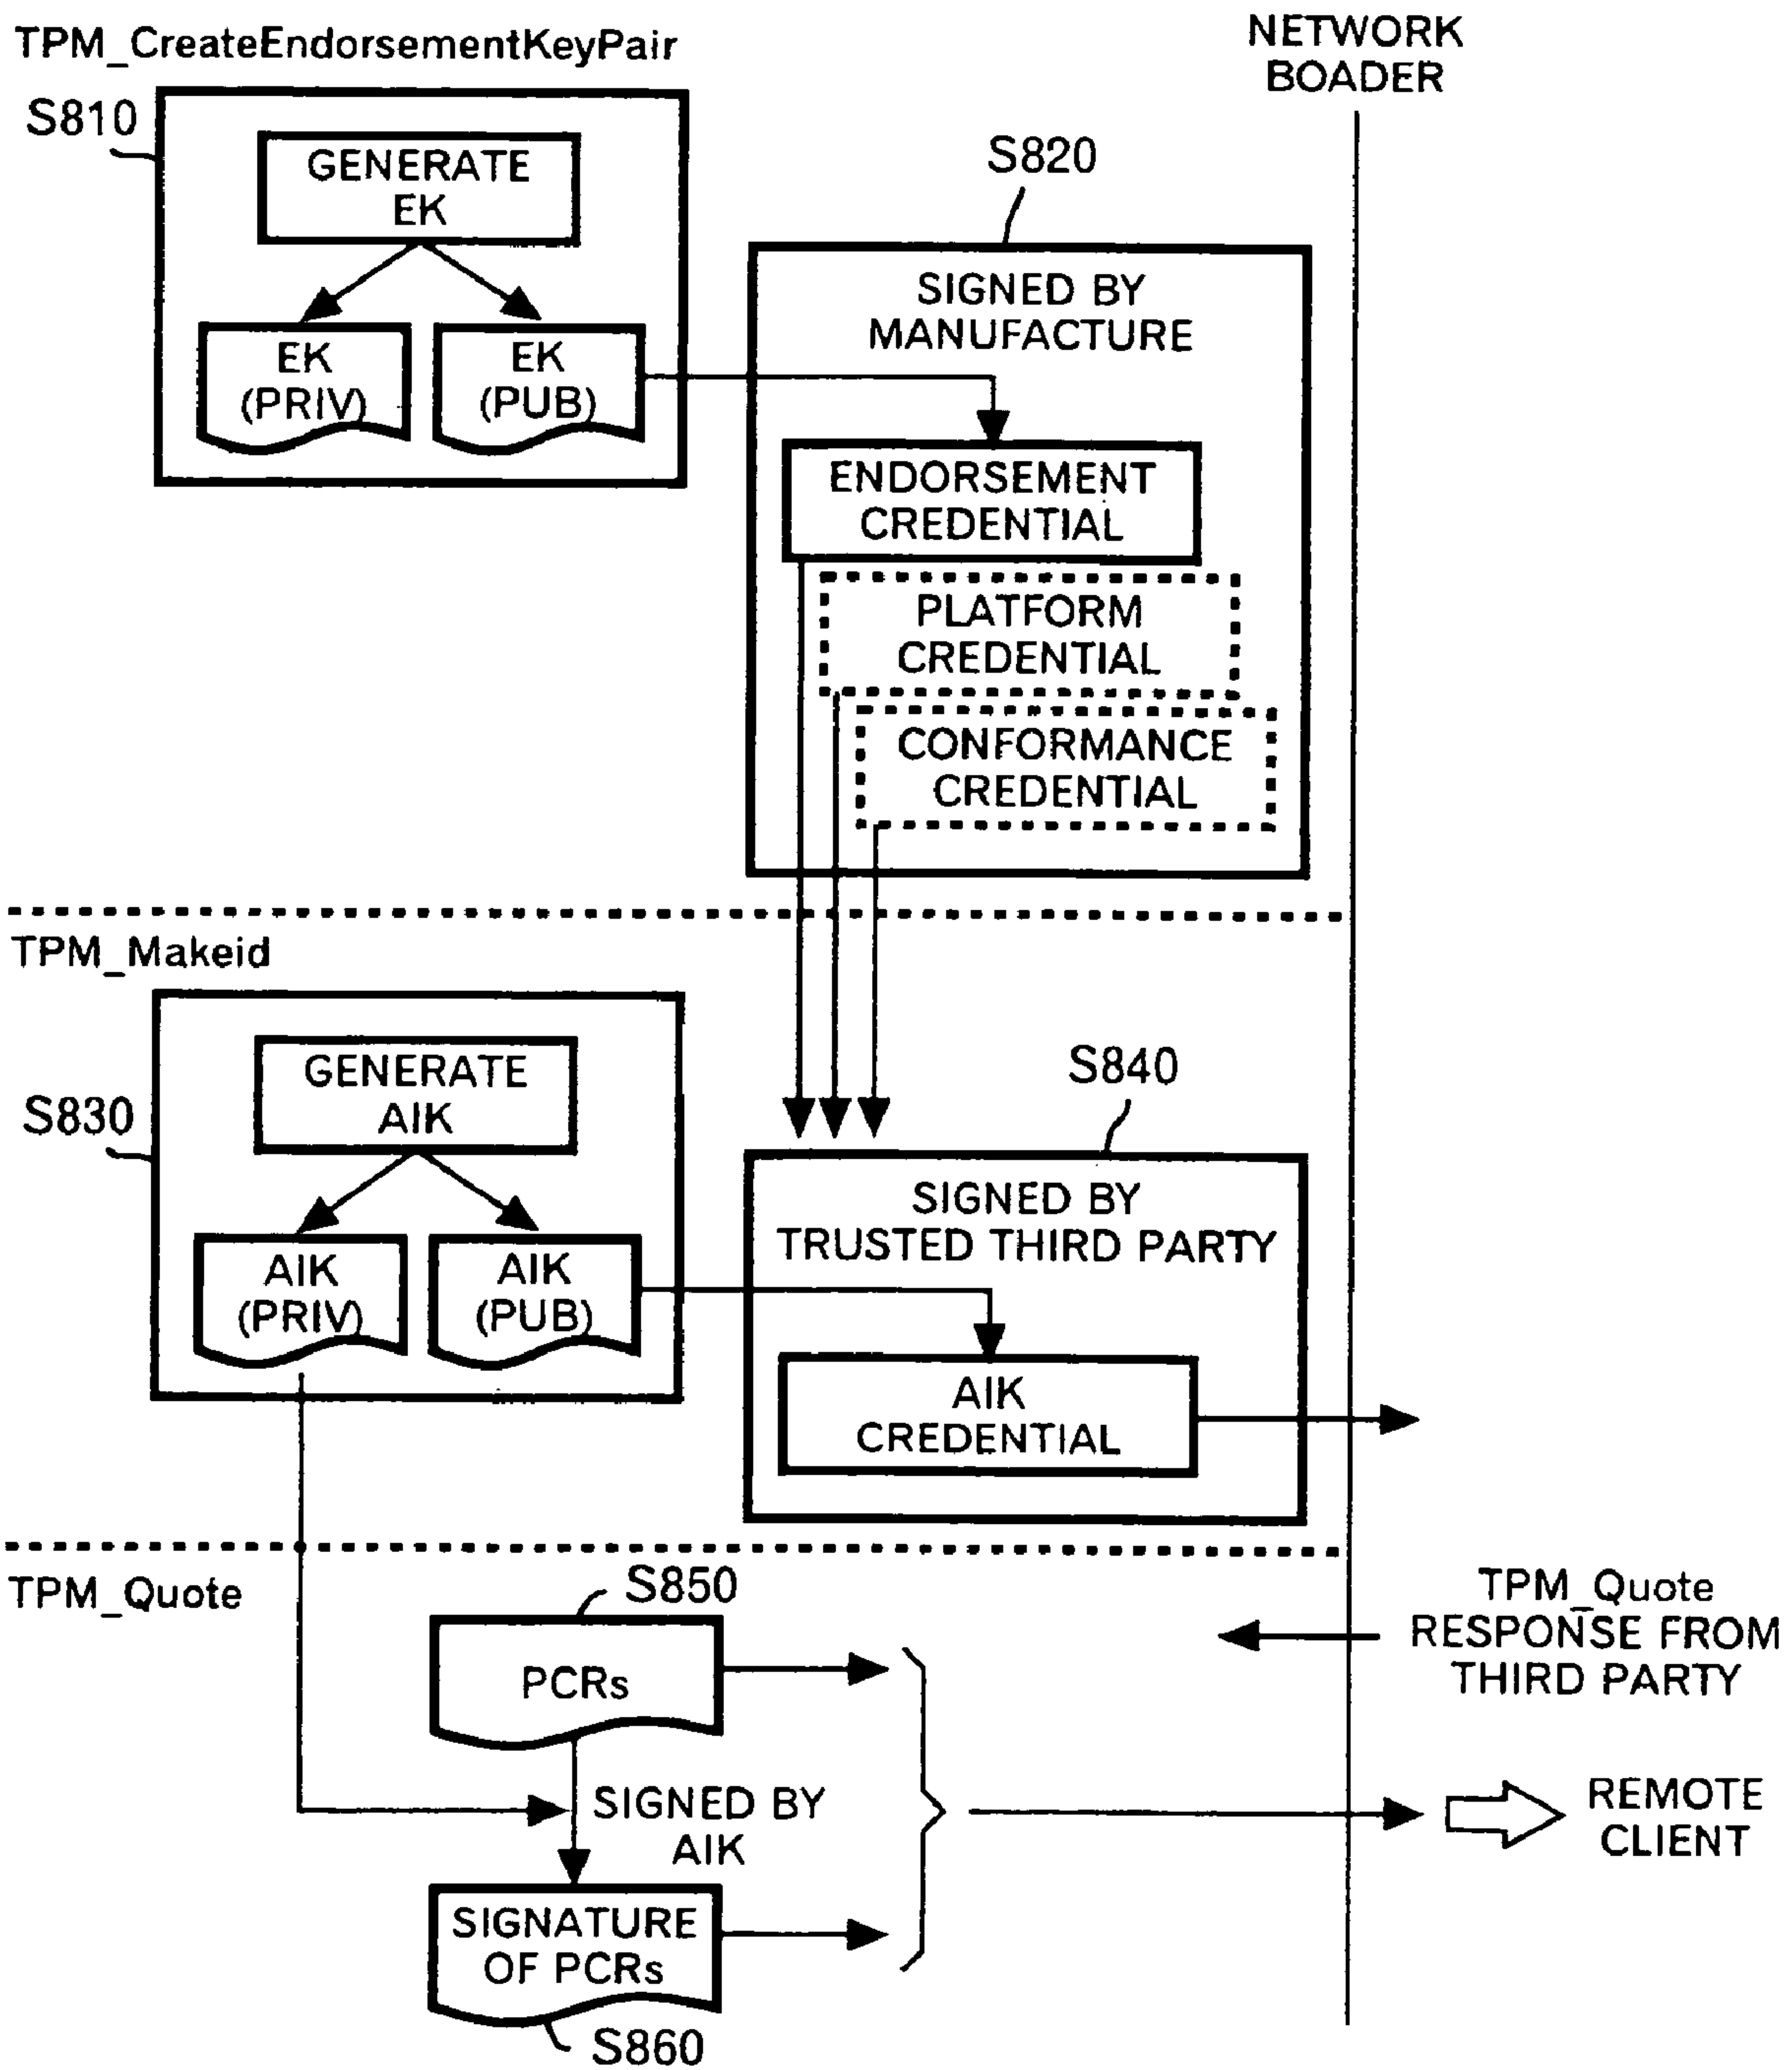 TPM_CreateEndorsementKeyPair
NETWORK
BOADER
S810
GENERATE
EK
EK
(PRIV)
EK
(PUB)
S820
SIGNED BY
MANUFACTURE
ENDORSEMENT
CREDENTIAL
PLATFORM
CREDENTIAL
CONFORMANCE
CREDENTIAL
TPM_Makeid
S830
GENERATE
AIK
AIK
(PRIV)
AIK
(PUB)
S840
SIGNED BY
TRUSTED THIRD PARTY
AIK
CREDENTIAL
TPM_Quote
S850
PCRs
SIGNED BY
AIK
SIGNATURE
OF PCRs
S860
TPM_Quote
RESPONSE FROM
THIRD PARTY
REMOTE
CLIENT